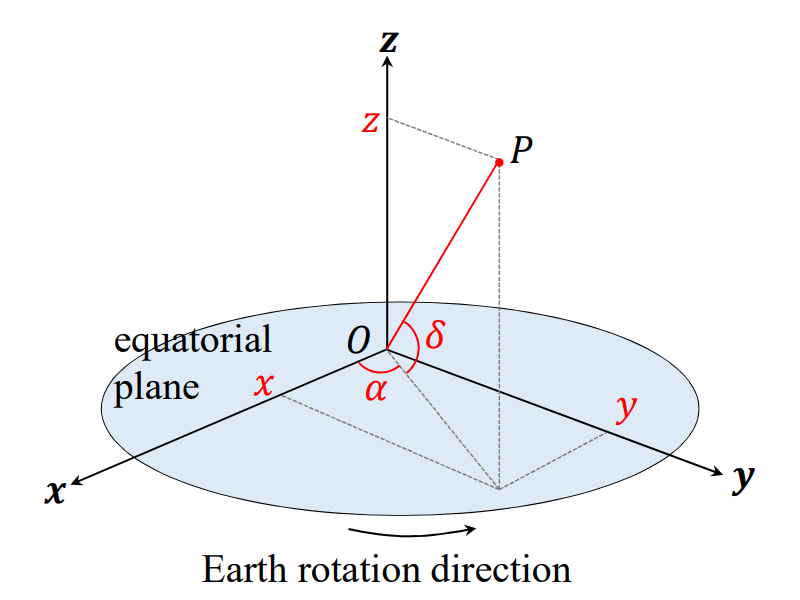 z
z
P
equatorial
O
δ
plane
x
α
y
x
y
Earth rotation direction